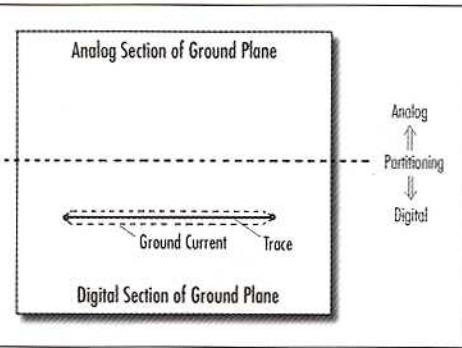 Analog Section of Ground Plane
Analog
Partitioning
Digital
Ground Current
Trace
Digital Section of Ground Plane